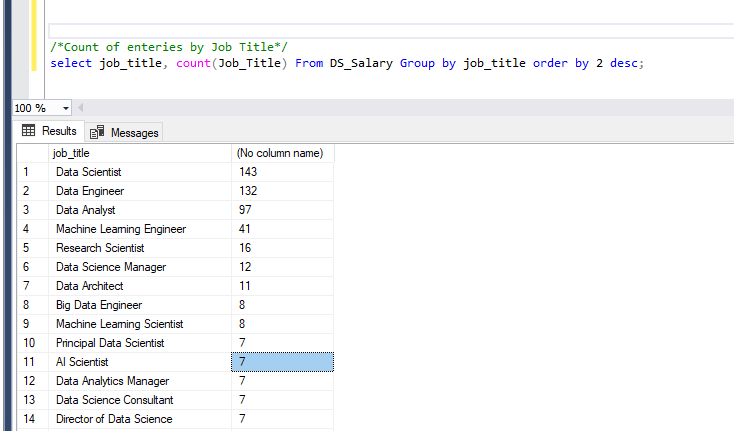 /*Count of enteries by Job Title*/
select job_title, count(Job_Title) From DS_Salary Group by job_title order by 2 desc;
100 %
Results Messages
job_title (No column name)
1 Data Scientist 143
2 Data Engineer 132
3 Data Analyst 97
4 Machine Learning Engineer 41
5 Research Scientist 16
6 Data Science Manager 12
7 Data Architect 11
8 Big Data Engineer 8
9 Machine Learning Scientist 8
10 Principal Data Scientist 7
11 AI Scientist 7
12 Data Analytics Manager 7
13 Data Science Consultant 7
14 Director of Data Science 7